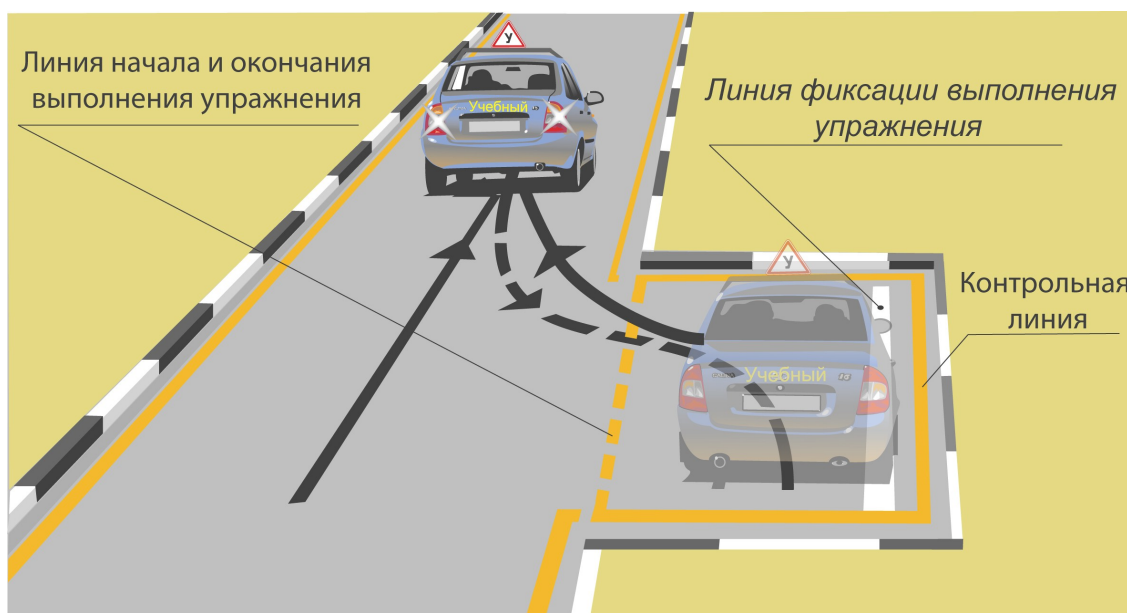 У
Линия начала и окончания
выполнения упражнения
Учебный
Линия фиксации выполнения
упражнения
У
Контрольная
линия
Учебный